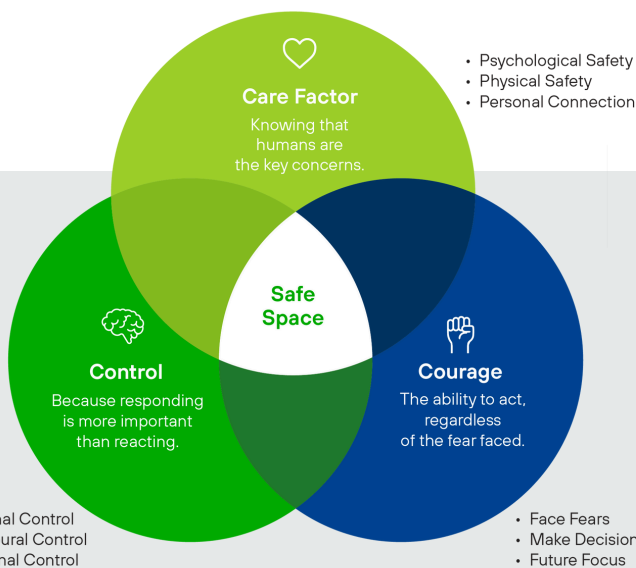 • Psychological Safety
• Physical Safety
• Personal Connection
Care Factor
Knowing that
humans are
the key concerns.
Safe
Space
Control
Because responding
is more important
than reacting.
Courage
The ability to act,
regardless
of the fear faced.
Control
Control
Control
• Face Fears
• Make Decision
• Future Focus